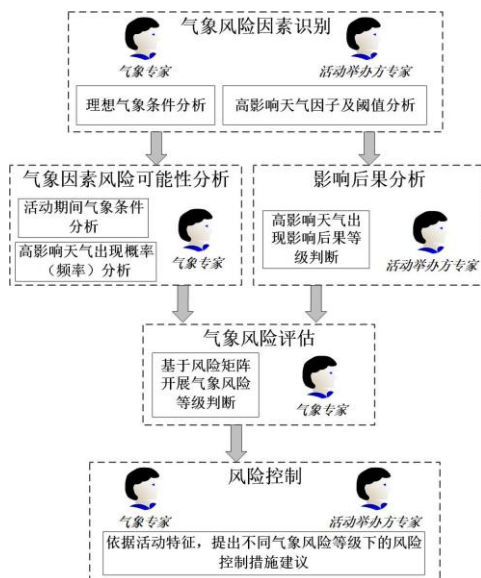 气象风险因素识别
气象专家
活动举办方专家
理想气象条件分析
高影响天气因子及阈值分析
气象因素风险可能性分析
活动期间气象条件
分析
高影响天气出现概率
（频率）分析
气象专家
影响后果分析
高影响天气出
现影响后果等
级判断
活动举办方专家
气象风险评估
基于风险矩阵
开展气象风险
等级判断
气象专家
风险控制
气象专家
活动举办方专家
依据活动特征，提出不同气象风险等级下的风险
控制措施建议